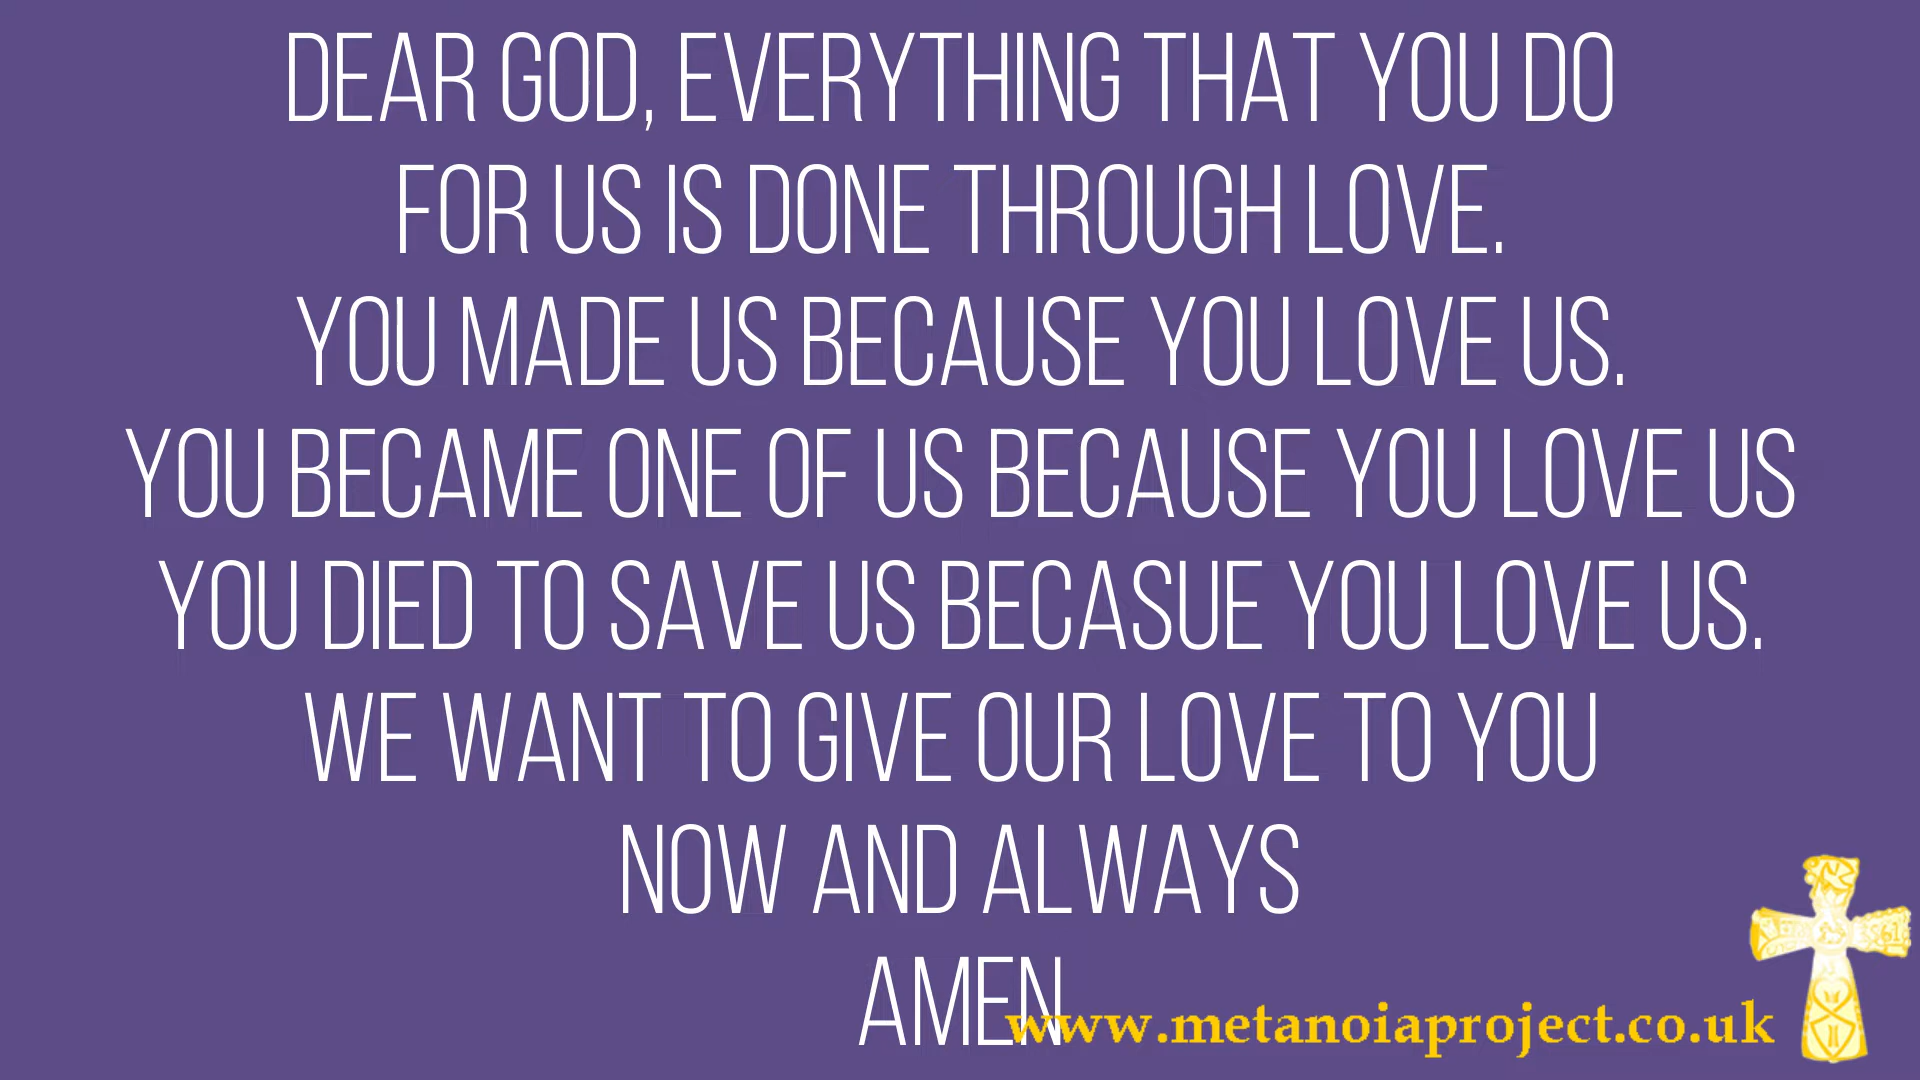 DEAR GOD, EVERYTHING THAT YOU DO
FOR US IS DONE THROUGH LOVE.
YOU MADE US BECAUSE YOU LOVE US.
YOU BECAME ONE OF US BECAUSE YOU LOVE US
YOU DIED TO SAVE US BECASUE YOU LOVE US.
WE WANT TO GIVE OUR LOVE TO YOU
NOW AND ALWAYS
AMEN
www.metanoiaproject.co.uk